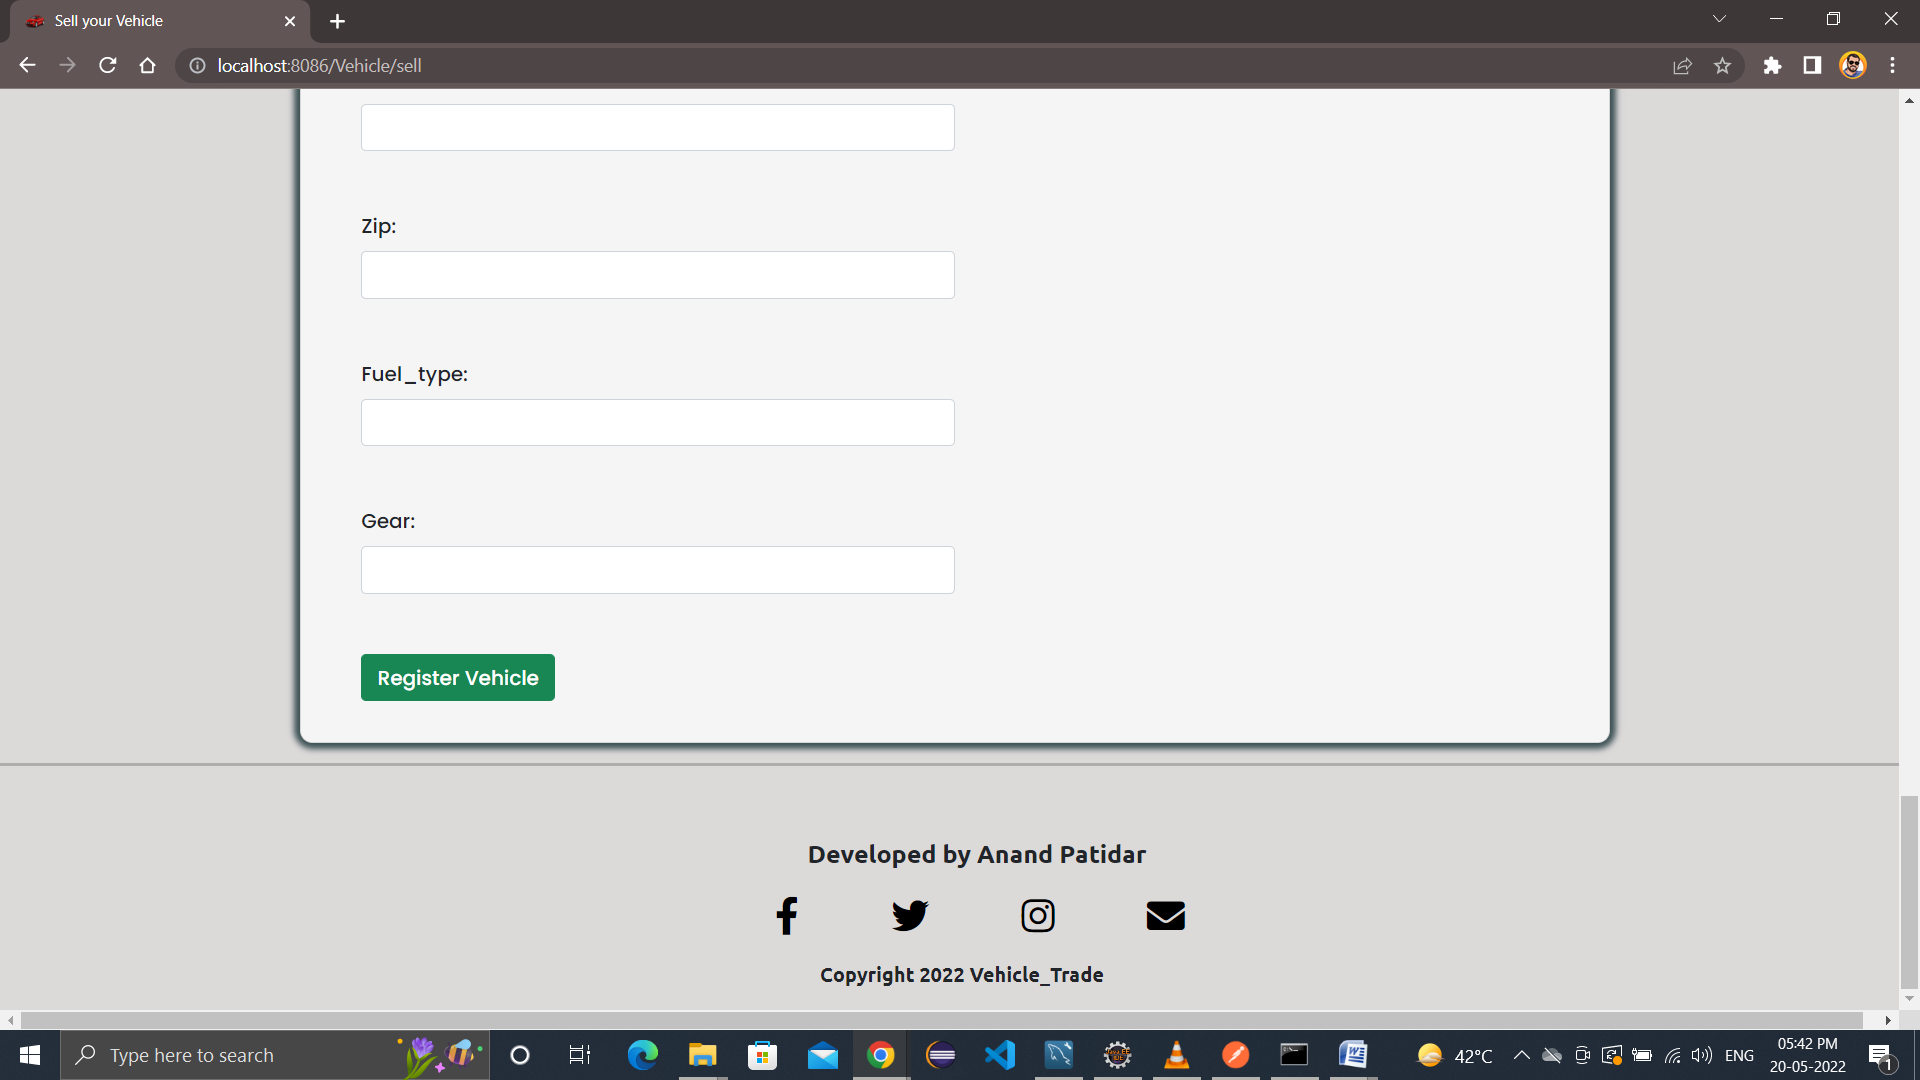 Sell your Vehicle
localhost:8086/Vehicle/sell
Zip:
Fuel_type:
Gear:
Register Vehicle
Developed by Anand Patidar
Copyright 2022 Vehicle_Trade
Type here to search
42°C
ENG
05:42 PM
20-05-2022
1